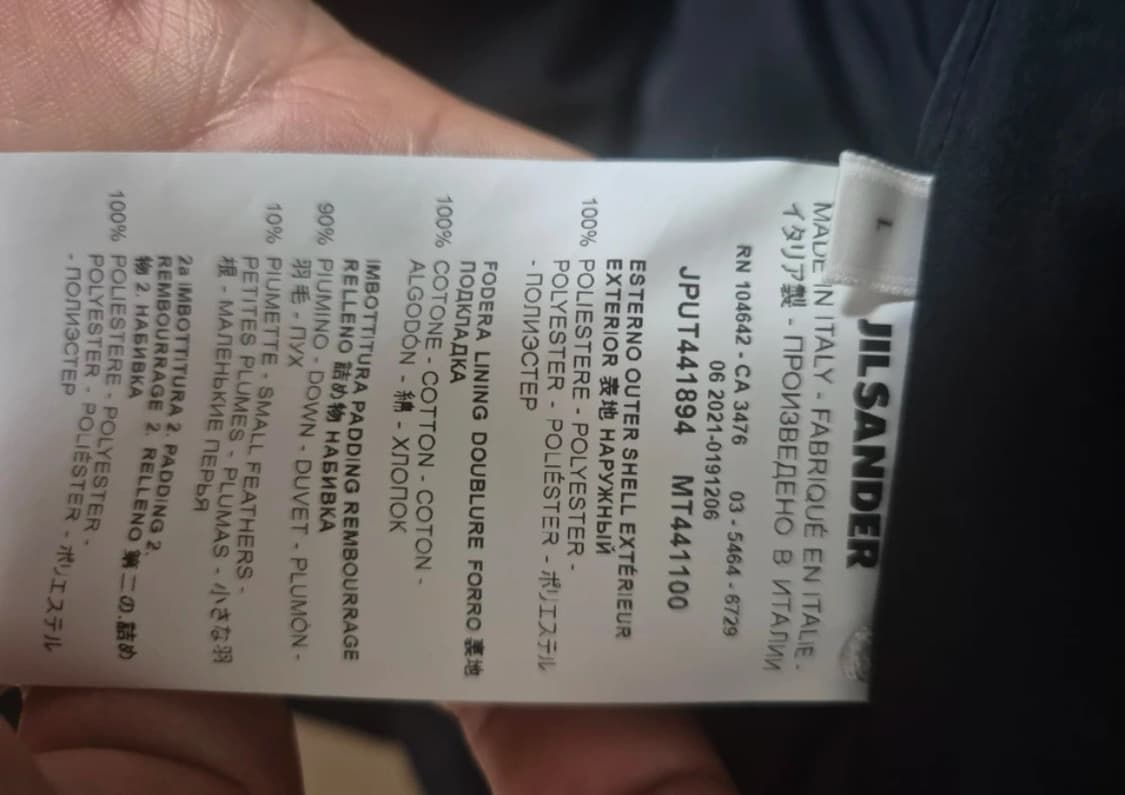 L
JILSANDER
MADE IN ITALY - FABRIQUÉ EN ITALIE -
イタリア製 - ПРОИЗВЕДЕНО В ИТАЛИИ
RN 104642 - CA 3476 03 - 5464 - 6729
06 2021-0191206
JPUT441894 MT441100
ESTERNO OUTER SHELL EXTÉRIEUR
EXTERIOR 表地 НАРУЖНЫЙ
100% POLIESTERE - POLYESTER -
POLYESTER - POLIÉSTER - ポリエステル
- ПОЛИЭСТЕР
FODERA LINING DOUBLURE FORRO 裏地
ПОДКЛАДКА
100% COTONE - COTTON - COTON -
ALGODÓN - 綿 - ХЛОПОК
IMBOTTITURA PADDING REMBOURRAGE
RELLENO 詰め物 НАБИВКА
90% PIUMINO - DOWN - DUVET - PLUMÓN -
羽毛 - ПУХ
10% PIUMETTE - SMALL FEATHERS -
PETITES PLUMES - PLUMAS - 小さな羽
根 - МАЛЕНЬКИЕ ПЕРЬЯ
2a IMBOTTITURA 2. PADDING 2.
REMBOURRAGE 2. RELLENO 第二の.詰め
物 2. НАБИВКА
100% POLIESTERE - POLYESTER -
POLYESTER - POLIÉSTER - ポリエステル
- ПОЛИЭСТЕР